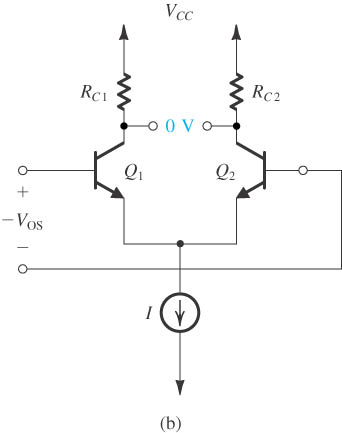 V_CC
R_C1 R_C2
0 V
Q_1 Q_2
+
−V_OS
−
I
(b)